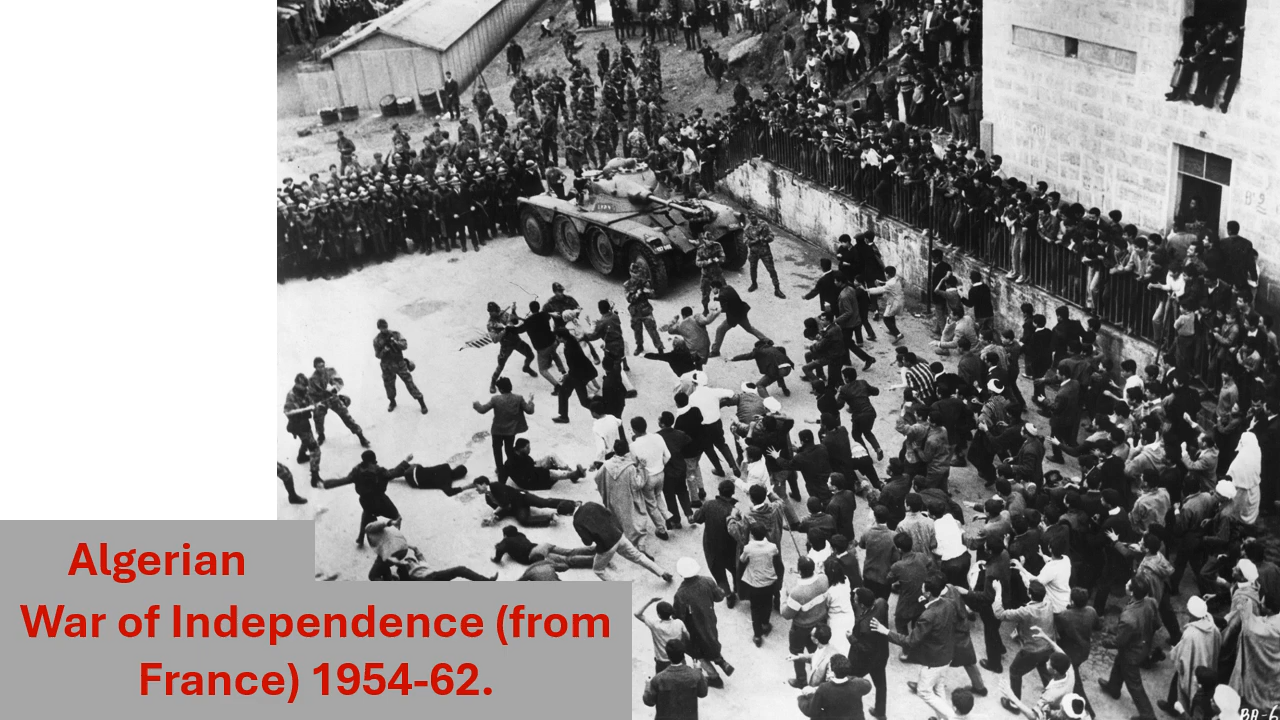 Algerian
War of Independence (from
France) 1954-62.